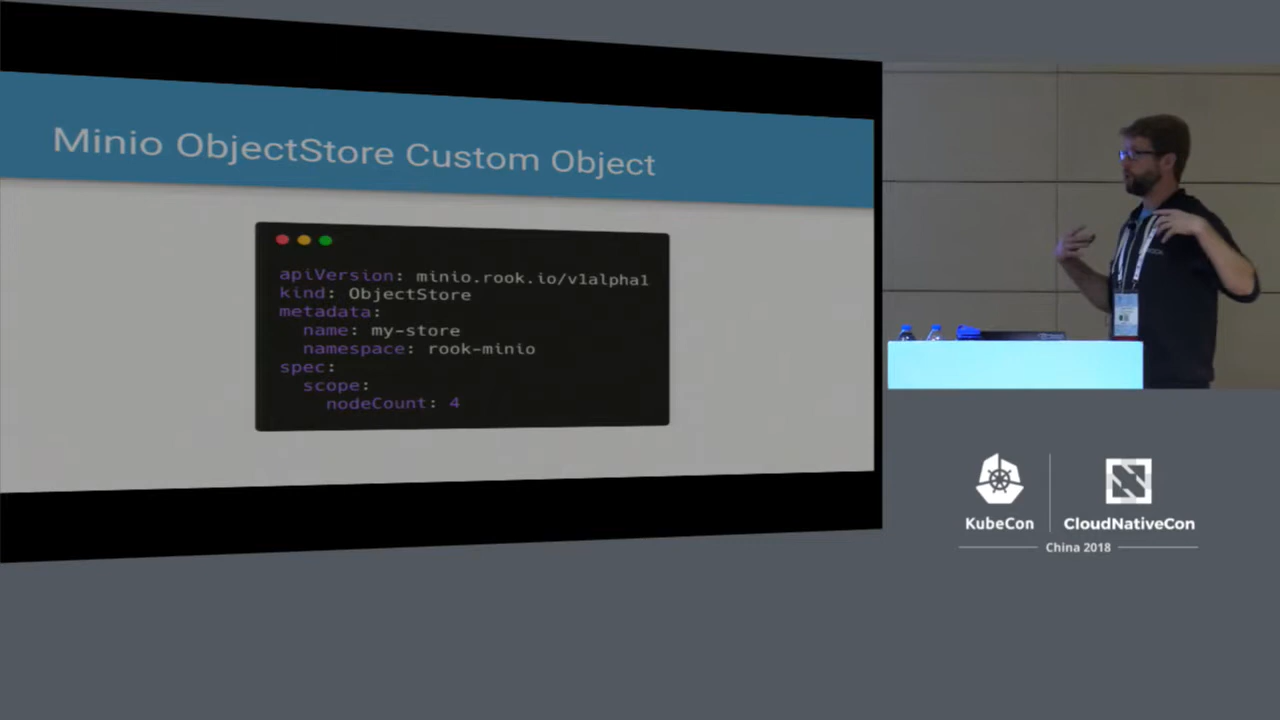 Minio ObjectStore Custom Object
apiVersion: minio.rook.io/v1alpha1
kind: ObjectStore
metadata:
  name: my-store
  namespace: rook-minio
spec:
  scope:
    nodeCount: 4
KubeCon
CloudNativeCon
China 2018